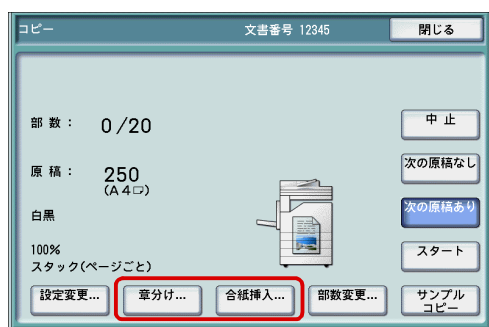 コピー
文書番号 12345
閉じる
部 数 : 0/20
中 止
原 稿 : 250
(A4)
次の原稿なし
白黒
次の原稿あり
100%
スタック(ページごと)
スタート
設定変更...
章分け...
合紙挿入...
部数変更...
サンプル
コピー